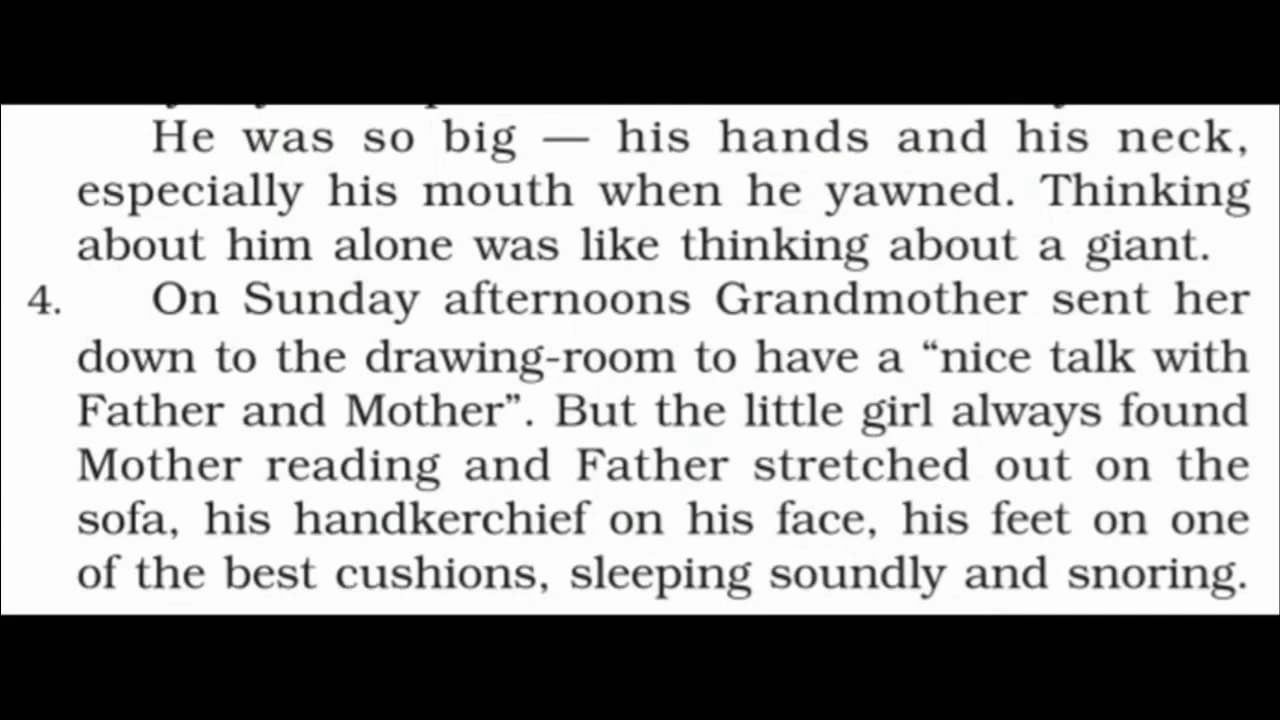 He was so big — his hands and his neck,
especially his mouth when he yawned. Thinking
about him alone was like thinking about a giant.
4. On Sunday afternoons Grandmother sent her
down to the drawing-room to have a “nice talk with
Father and Mother”. But the little girl always found
Mother reading and Father stretched out on the
sofa, his handkerchief on his face, his feet on one
of the best cushions, sleeping soundly and snoring.